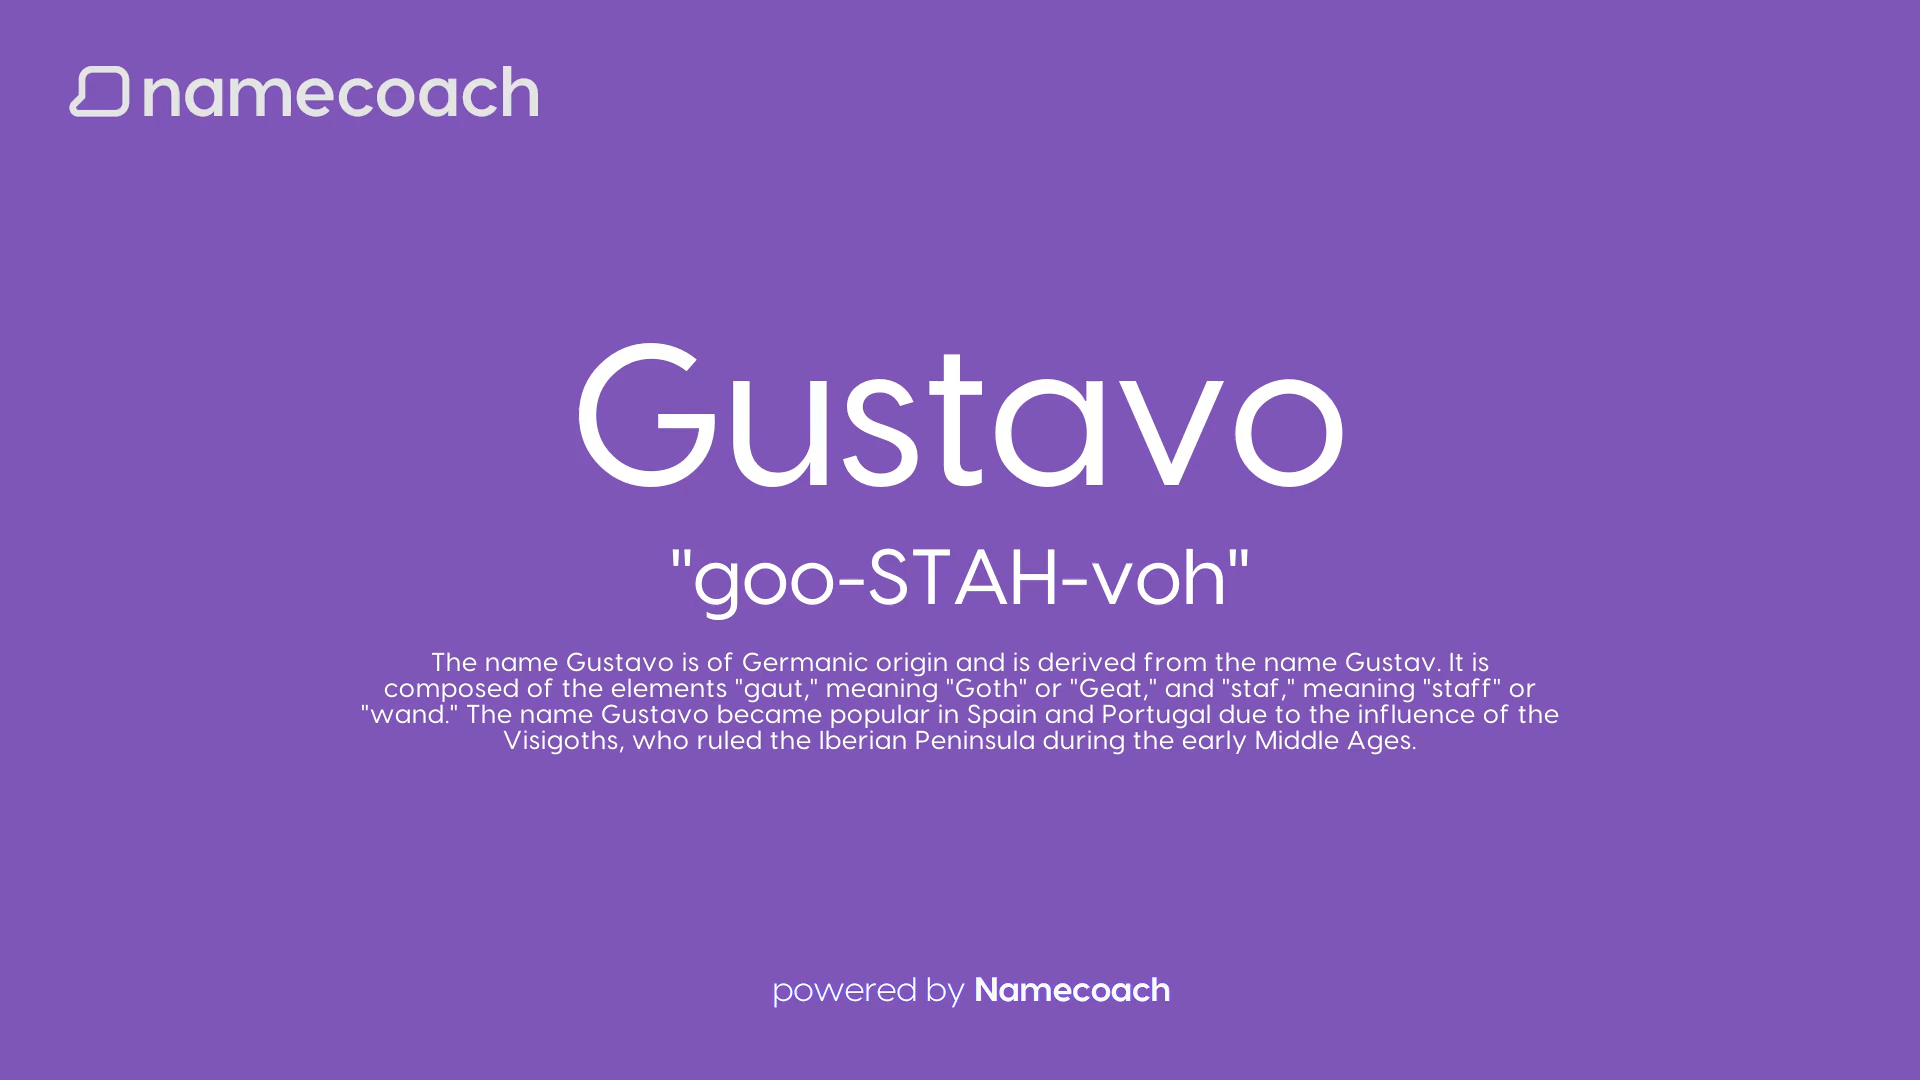 namecoach
Gustavo
"goo-STAH-voh"
The name Gustavo is of Germanic origin and is derived from the name Gustav. It is
composed of the elements "gaut," meaning "Goth" or "Geat," and "staf," meaning "staff" or
"wand." The name Gustavo became popular in Spain and Portugal due to the influence of the
Visigoths, who ruled the Iberian Peninsula during the early Middle Ages.
powered by Namecoach